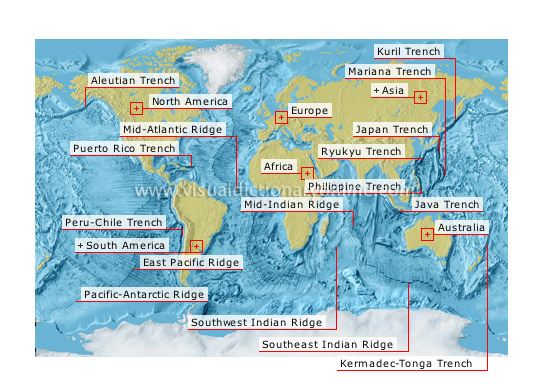 Kuril Trench
Mariana Trench
Aleutian Trench
+Asia
North America
Europe
Mid-Atlantic Ridge
Japan Trench
Puerto Rico Trench
Ryukyu Trench
Africa
Philippine Trench
Mid-Indian Ridge
Java Trench
Peru-Chile Trench
Australia
+South America
East Pacific Ridge
Pacific-Antarctic Ridge
Southwest Indian Ridge
Southeast Indian Ridge
Kermadec-Tonga Trench